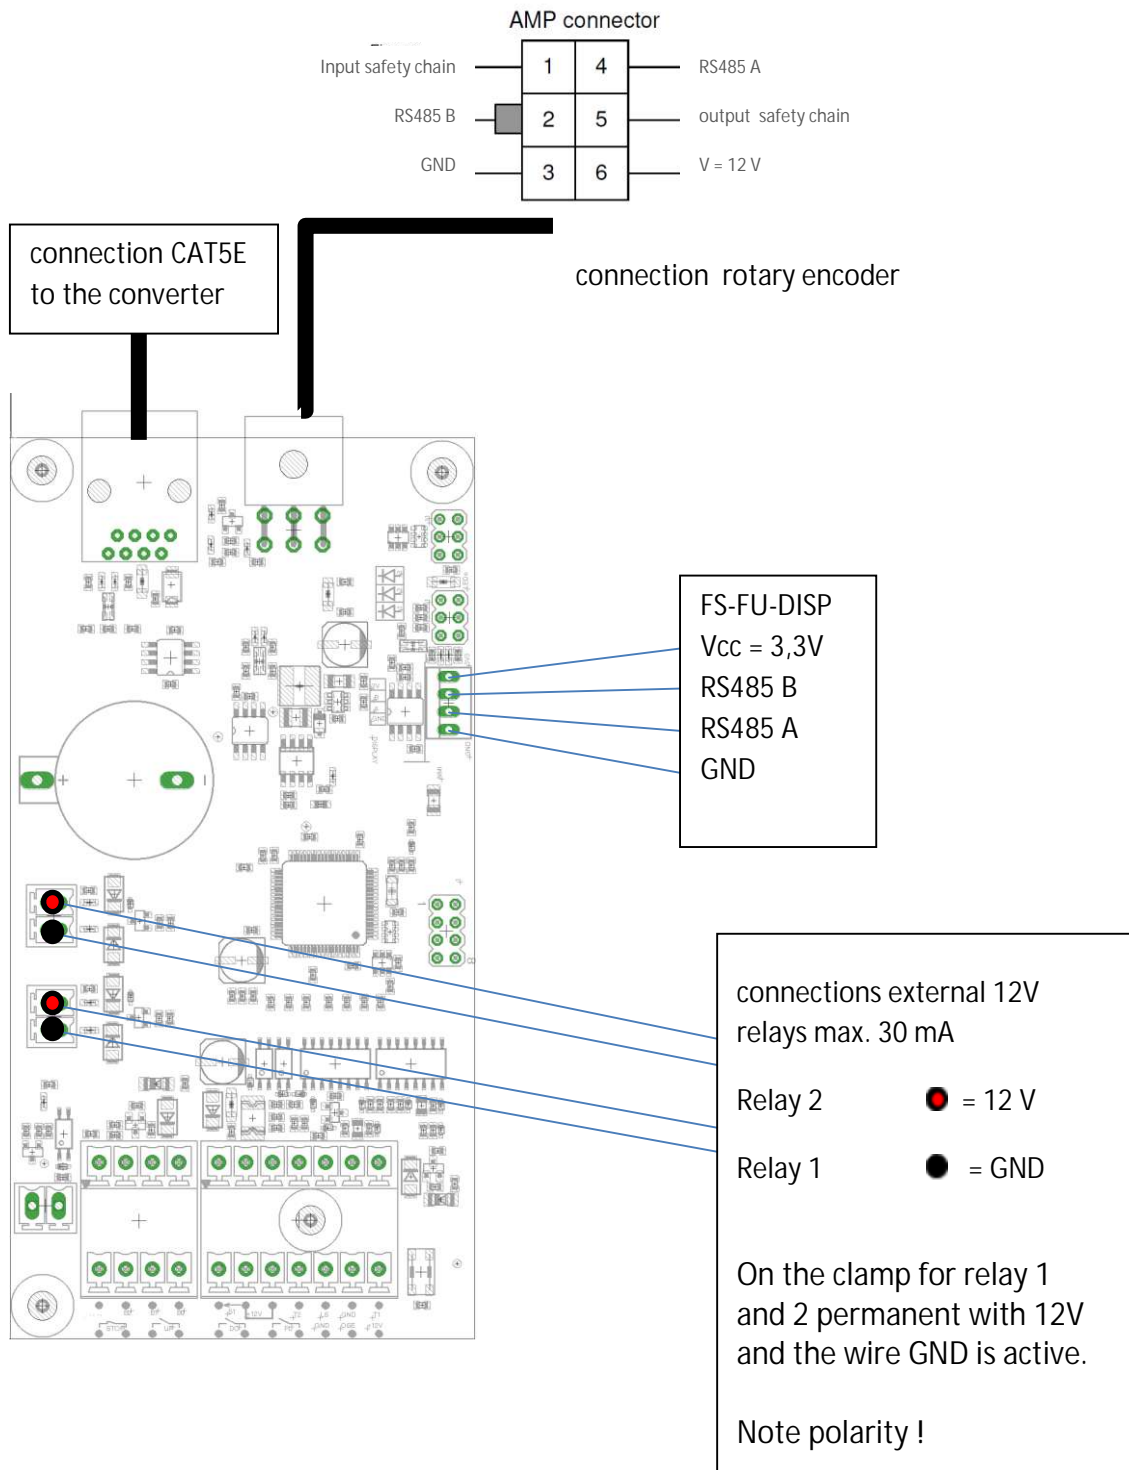 AMP connector
Input safety chain
1
4
RS485 A
RS485 B
2
5
output safety chain
GND
3
6
V = 12 V
connection CAT5E
to the converter
connection rotary encoder
FS-FU-DISP
Vcc = 3,3V
RS485 B
RS485 A
GND
DISPLAY
+
connections external 12V
relays max. 30 mA
Relay 2
= 12 V
Relay 1
= GND
On the clamp for relay 1
and 2 permanent with 12V
and the wire GND is active.
Note polarity !